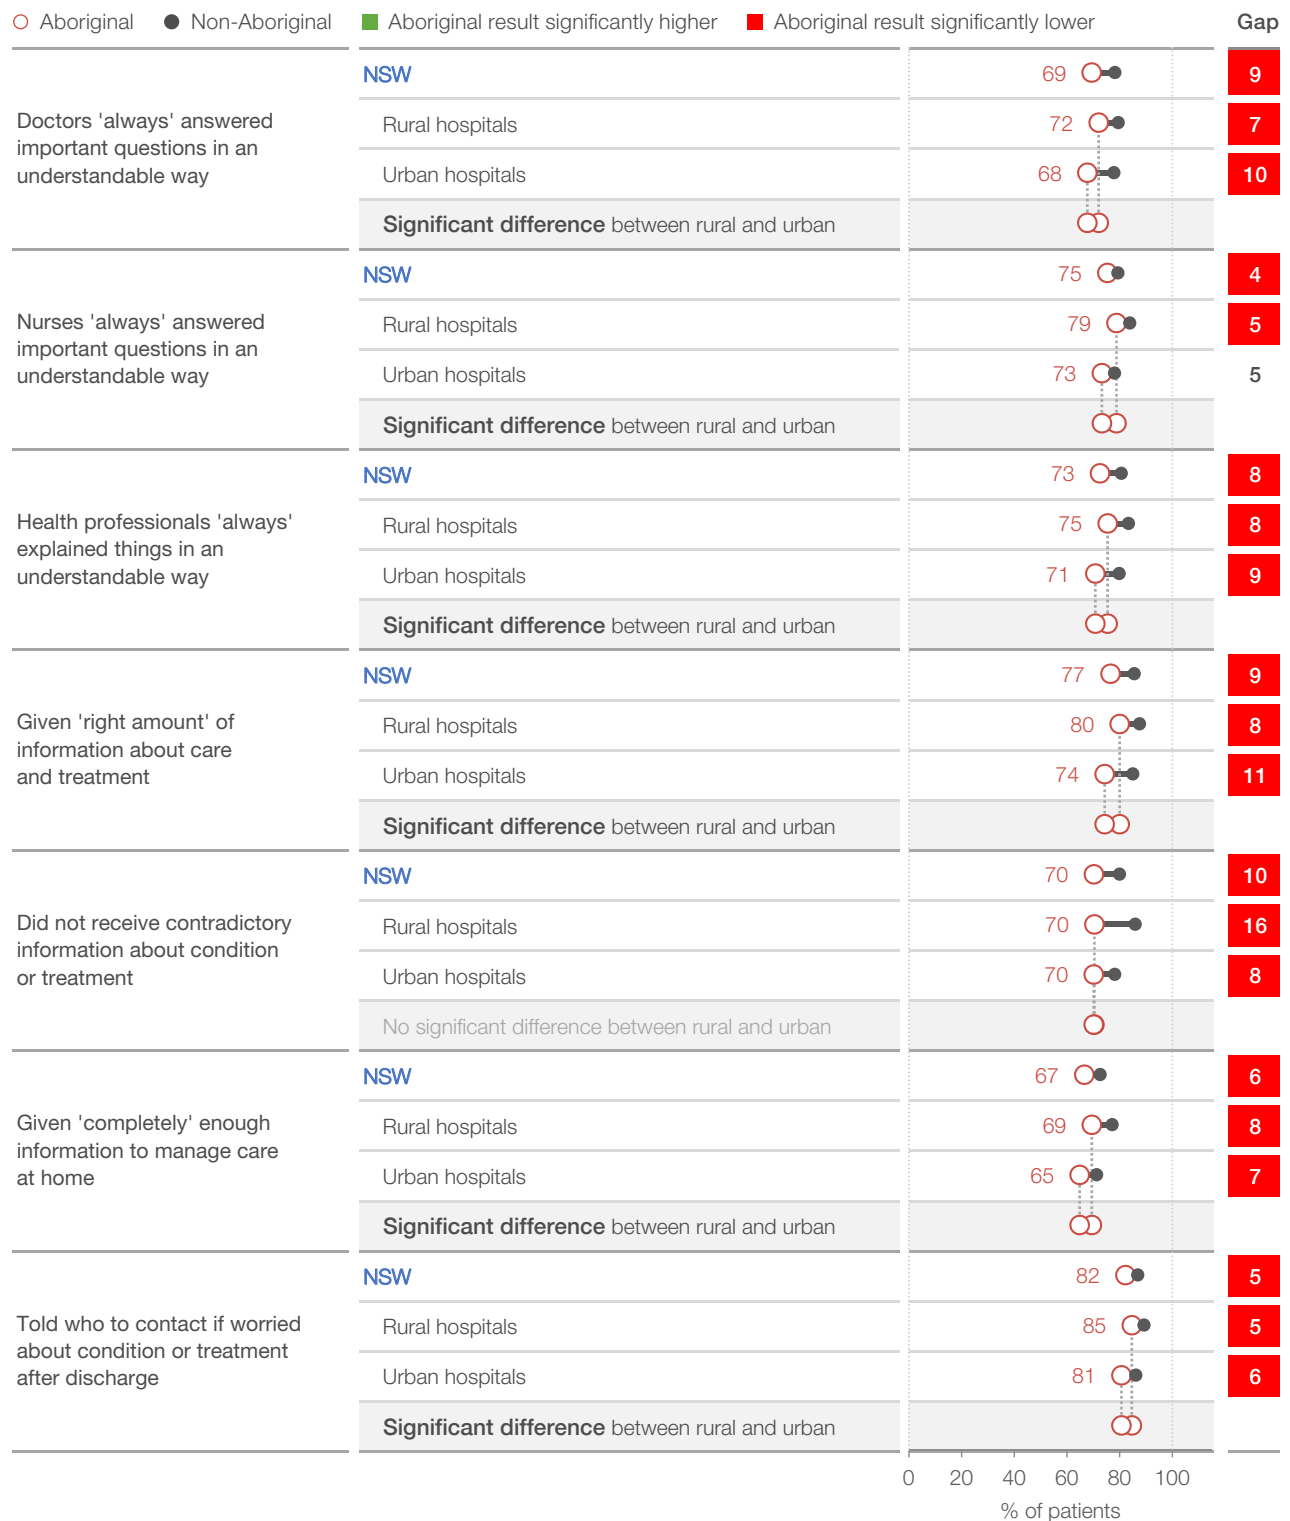 Aboriginal Non-Aboriginal Aboriginal result significantly higher Aboriginal result significantly lower Gap
NSW 69 9
Doctors 'always' answered
important questions in an
understandable way
Rural hospitals 72 7
Urban hospitals 68 10
Significant difference between rural and urban
NSW 75 4
Nurses 'always' answered
important questions in an
understandable way
Rural hospitals 79 5
Urban hospitals 73 5
Significant difference between rural and urban
NSW 73 8
Health professionals 'always'
explained things in an
understandable way
Rural hospitals 75 8
Urban hospitals 71 9
Significant difference between rural and urban
NSW 77 9
Given 'right amount' of
information about care
and treatment
Rural hospitals 80 8
Urban hospitals 74 11
Significant difference between rural and urban
NSW 70 10
Did not receive contradictory
information about condition
or treatment
Rural hospitals 70 16
Urban hospitals 70 8
No significant difference between rural and urban
NSW 67 6
Given 'completely' enough
information to manage care
at home
Rural hospitals 69 8
Urban hospitals 65 7
Significant difference between rural and urban
NSW 82 5
Told who to contact if worried
about condition or treatment
after discharge
Rural hospitals 85 5
Urban hospitals 81 6
Significant difference between rural and urban
0 20 40 60 80 100
% of patients